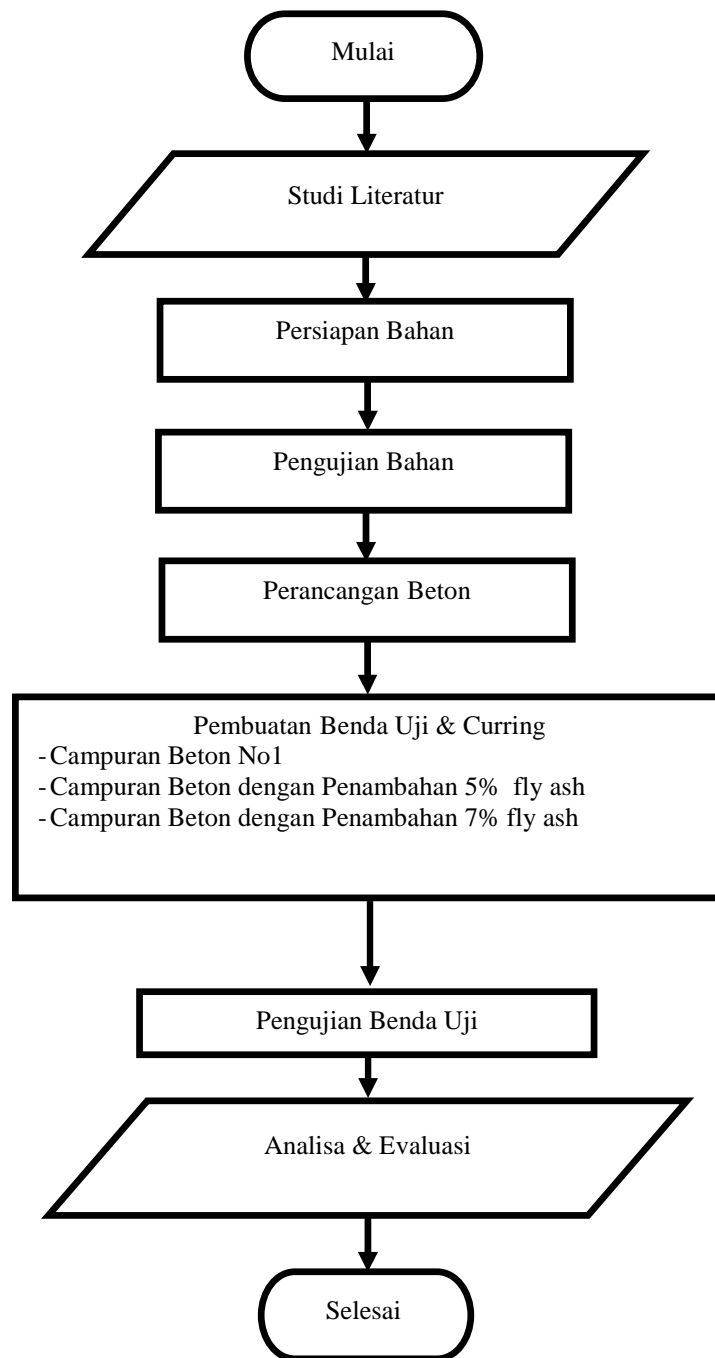 Mulai
Studi Literatur
Persiapan Bahan
Pengujian Bahan
Perancangan Beton
Pembuatan Benda Uji & Curring
-Campuran Beton No1
-Campuran Beton dengan Penambahan 5% fly ash
-Campuran Beton dengan Penambahan 7% fly ash
Pengujian Benda Uji
Analisa & Evaluasi
Selesai